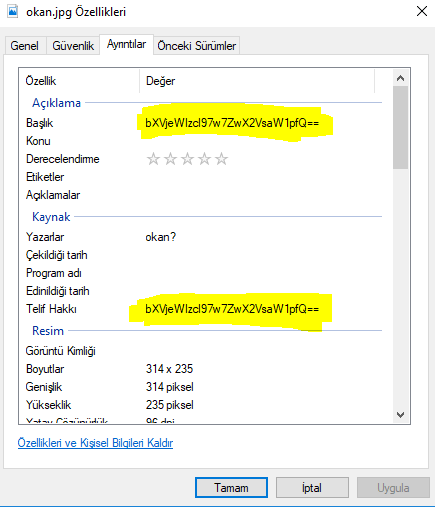 okan.jpg Özellikleri
Genel Güvenlik Ayrıntılar Önceki Sürümler
Özellik Değer
Açıklama
Başlık bXVjeWlzcl97w7ZwX2VsaW1pfQ==
Konu
Derecelendirme
Etiketler
Açıklamalar
Kaynak
Yazarlar okan?
Çekildiği tarih
Program adı
Edinildiği tarih
Telif Hakkı bXVjeWlzcl97w7ZwX2VsaW1pfQ==
Resim
Görüntü Kimliği
Boyutlar 314 x 235
Genişlik 314 piksel
Yükseklik 235 piksel
Yatay Çözünürlük 96 dpi
Özellikleri ve Kişisel Bilgileri Kaldır
Tamam İptal Uygula